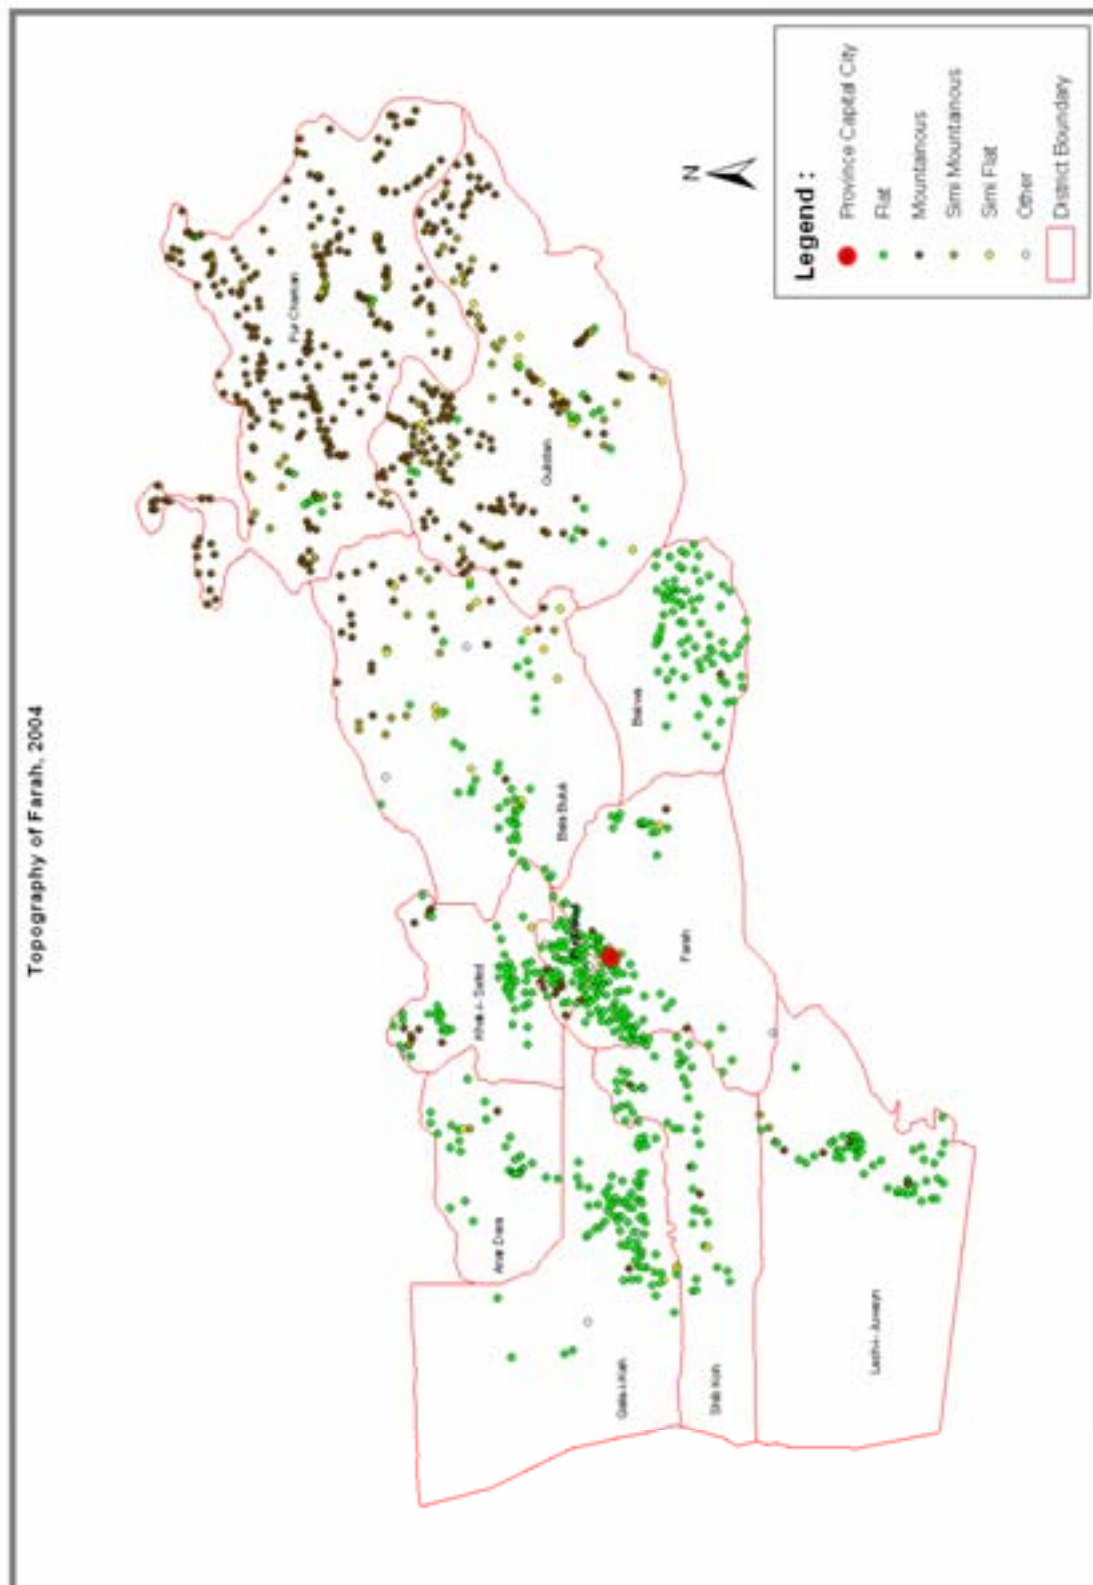 Topography of Farah, 2004
N
Legend :
Province Capital City
Flat
Mountanous
Simi Mountanous
Simi Flat
Other
District Boundary
Pur Chaman
Gulistan
Bakwa
Bala Buluk
Khak-i- Safed
Farah
Anar Dara
Qala-i-Kah
Shib Koh
Lash-i-Juwayn